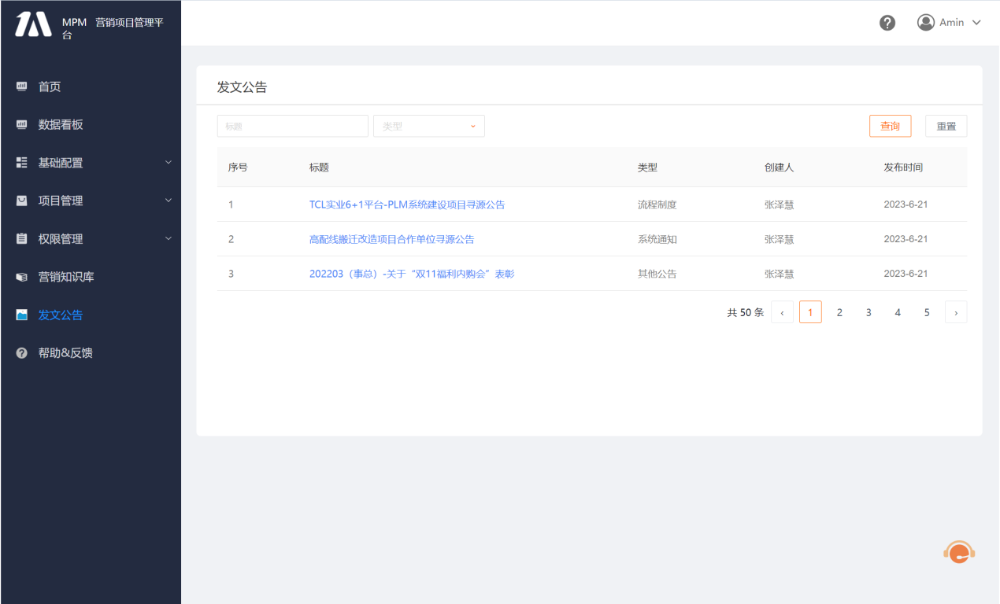 MPM 营销项目管理平
台
Amin
首页
数据看板
基础配置
项目管理
权限管理
营销知识库
发文公告
帮助&反馈
发文公告
标题 类型 查询 重置
序号 标题 类型 创建人 发布时间
1 TCL实业6+1平台-PLM系统建设项目寻源公告 流程制度 张泽慧 2023-6-21
2 高配线搬迁改造项目合作单位寻源公告 系统通知 张泽慧 2023-6-21
3 202203（事总）-关于“双11福利内购会”表彰 其他公告 张泽慧 2023-6-21
共 50 条 ‹ 1 2 3 4 5 ›